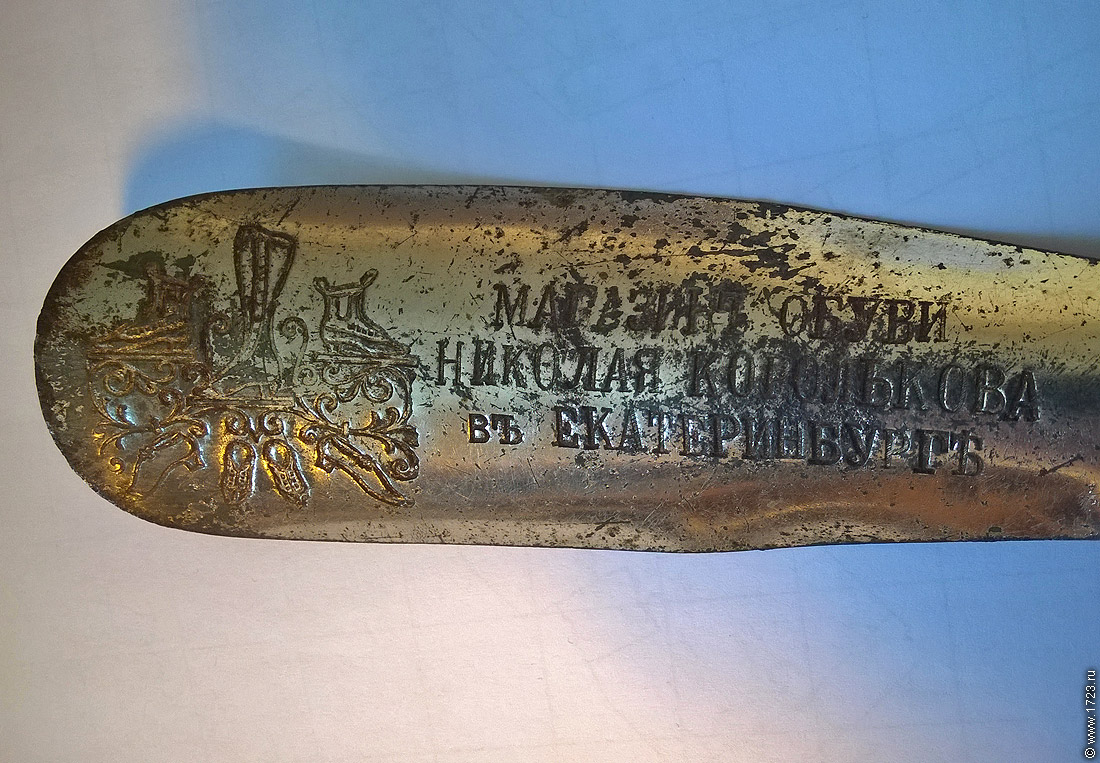 МАГАЗИНЪ ОБУВИ
НИКОЛАЯ КОРОЛЬКОВА
ВЪ ЕКАТЕРИНБУРГѢ
© www.1723.ru